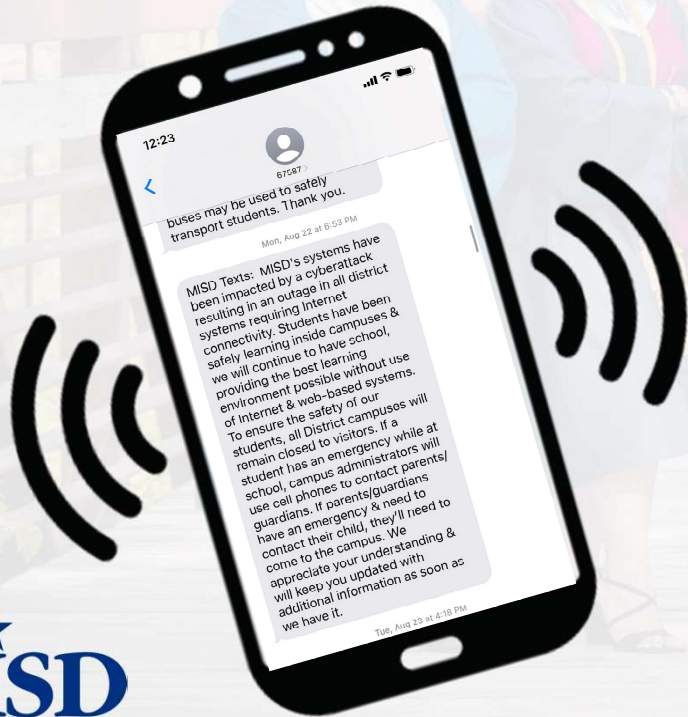 12:23
67587
buses may be used to safely
transport students. Thank you.
Mon, Aug 22 at 6:53 PM
MISD Texts: MISD's systems have
been impacted by a cyberattack
resulting in an outage in all district
systems requiring Internet
connectivity. Students have been
safely learning inside campuses &
we will continue to have school,
providing the best learning
environment possible without use
of Internet & web-based systems.
To ensure the safety of our
students, all District campuses will
remain closed to visitors. If a
student has an emergency while at
school, campus administrators will
use cell phones to contact parents/
guardians. If parents/guardians
have an emergency & need to
contact their child, they'll need to
come to the campus. We
appreciate your understanding &
will keep you updated with
additional information as soon as
we have it.
Tue, Aug 23 at 4:18 PM
ISD